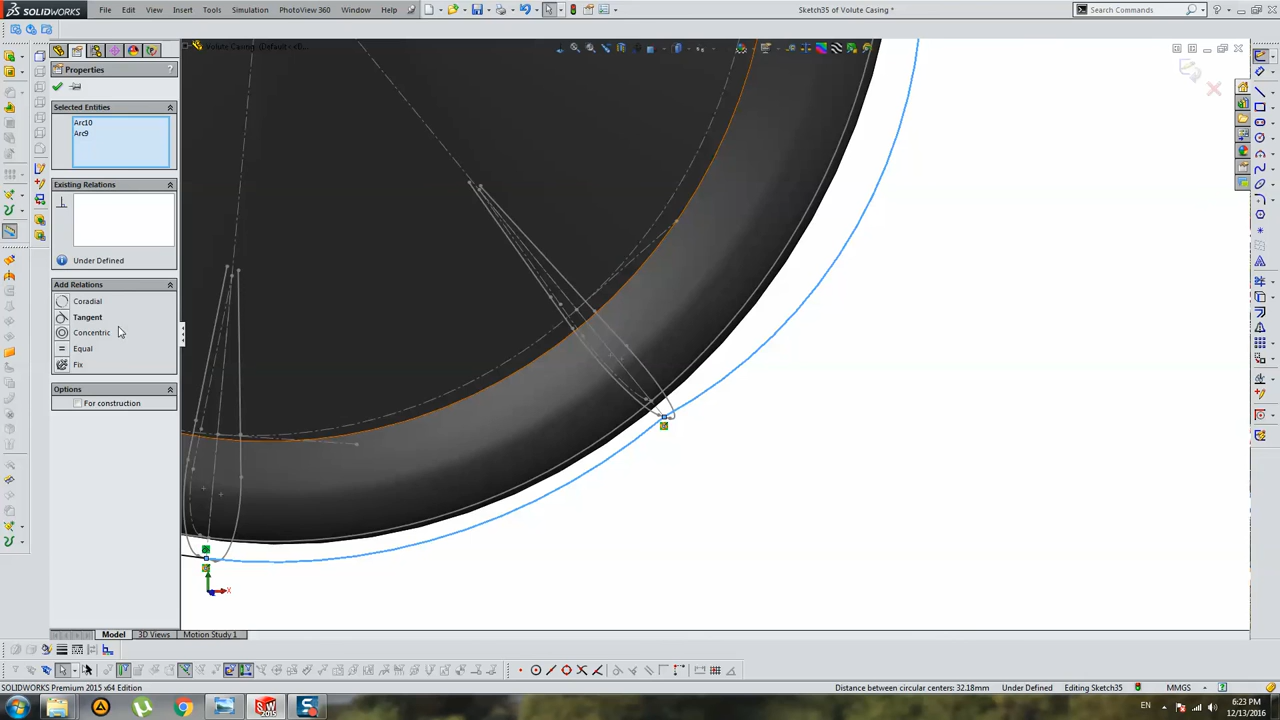 SOLIDWORKS
File Edit View Insert Tools Simulation PhotoView 360 Window Help
Sketch35 of Volute Casing *
Search Commands
Volute Casing (Default<<D...
Properties
?
Selected Entities
Arc10
Arc9
Existing Relations
Under Defined
Add Relations
Coradial
Tangent
Concentric
Equal
Fix
Options
For construction
X
Model 3D Views Motion Study 1
SOLIDWORKS Premium 2015 x64 Edition
Distance between circular centers: 32.18mm Under Defined Editing Sketch35 MMGS
EN
6:23 PM
12/13/2016